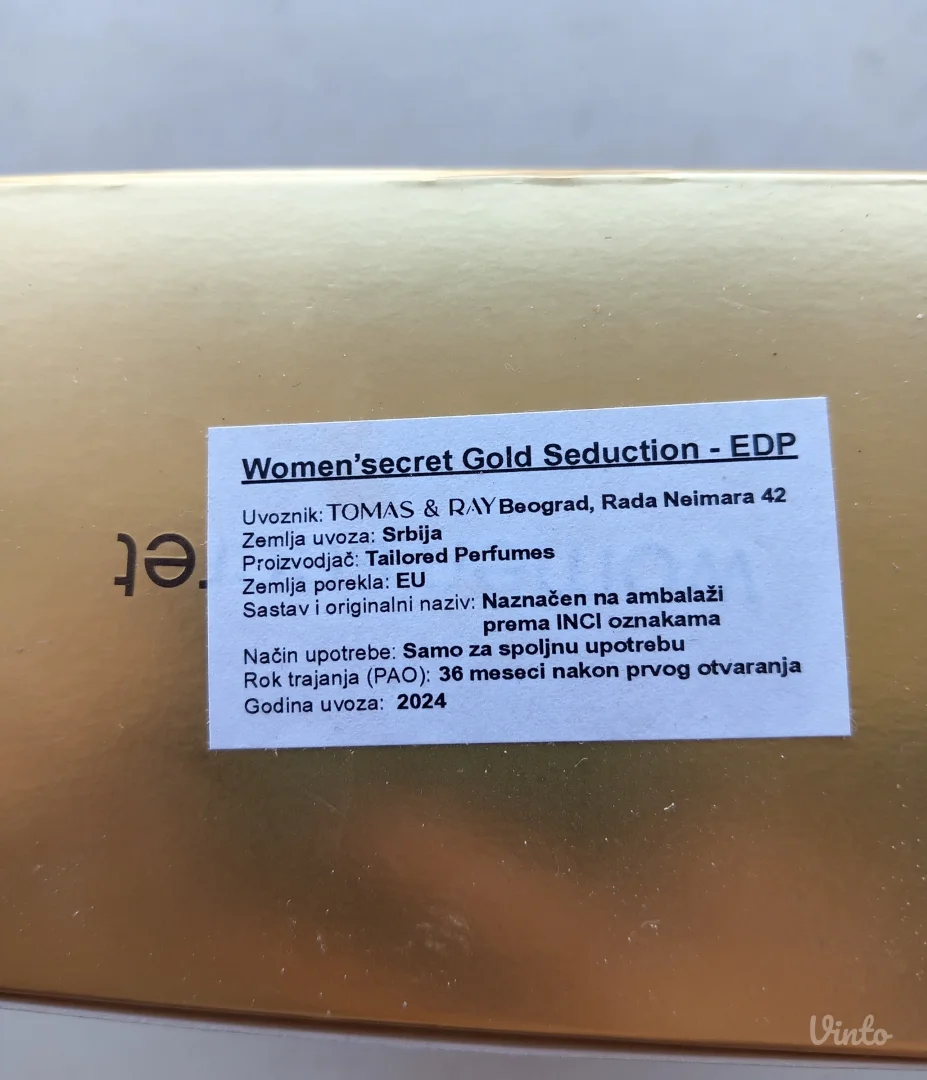 Women'secret Gold Seduction - EDP
Uvoznik: TOMAS & RAY Beograd, Rada Neimara 42
Zemlja uvoza: Srbija
Proizvodjač: Tailored Perfumes
Zemlja porekla: EU
Sastav i originalni naziv: Naznačen na ambalaži
prema INCI oznakama
Način upotrebe: Samo za spoljnu upotrebu
Rok trajanja (PAO): 36 meseci nakon prvog otvaranja
Godina uvoza: 2024
Vinto